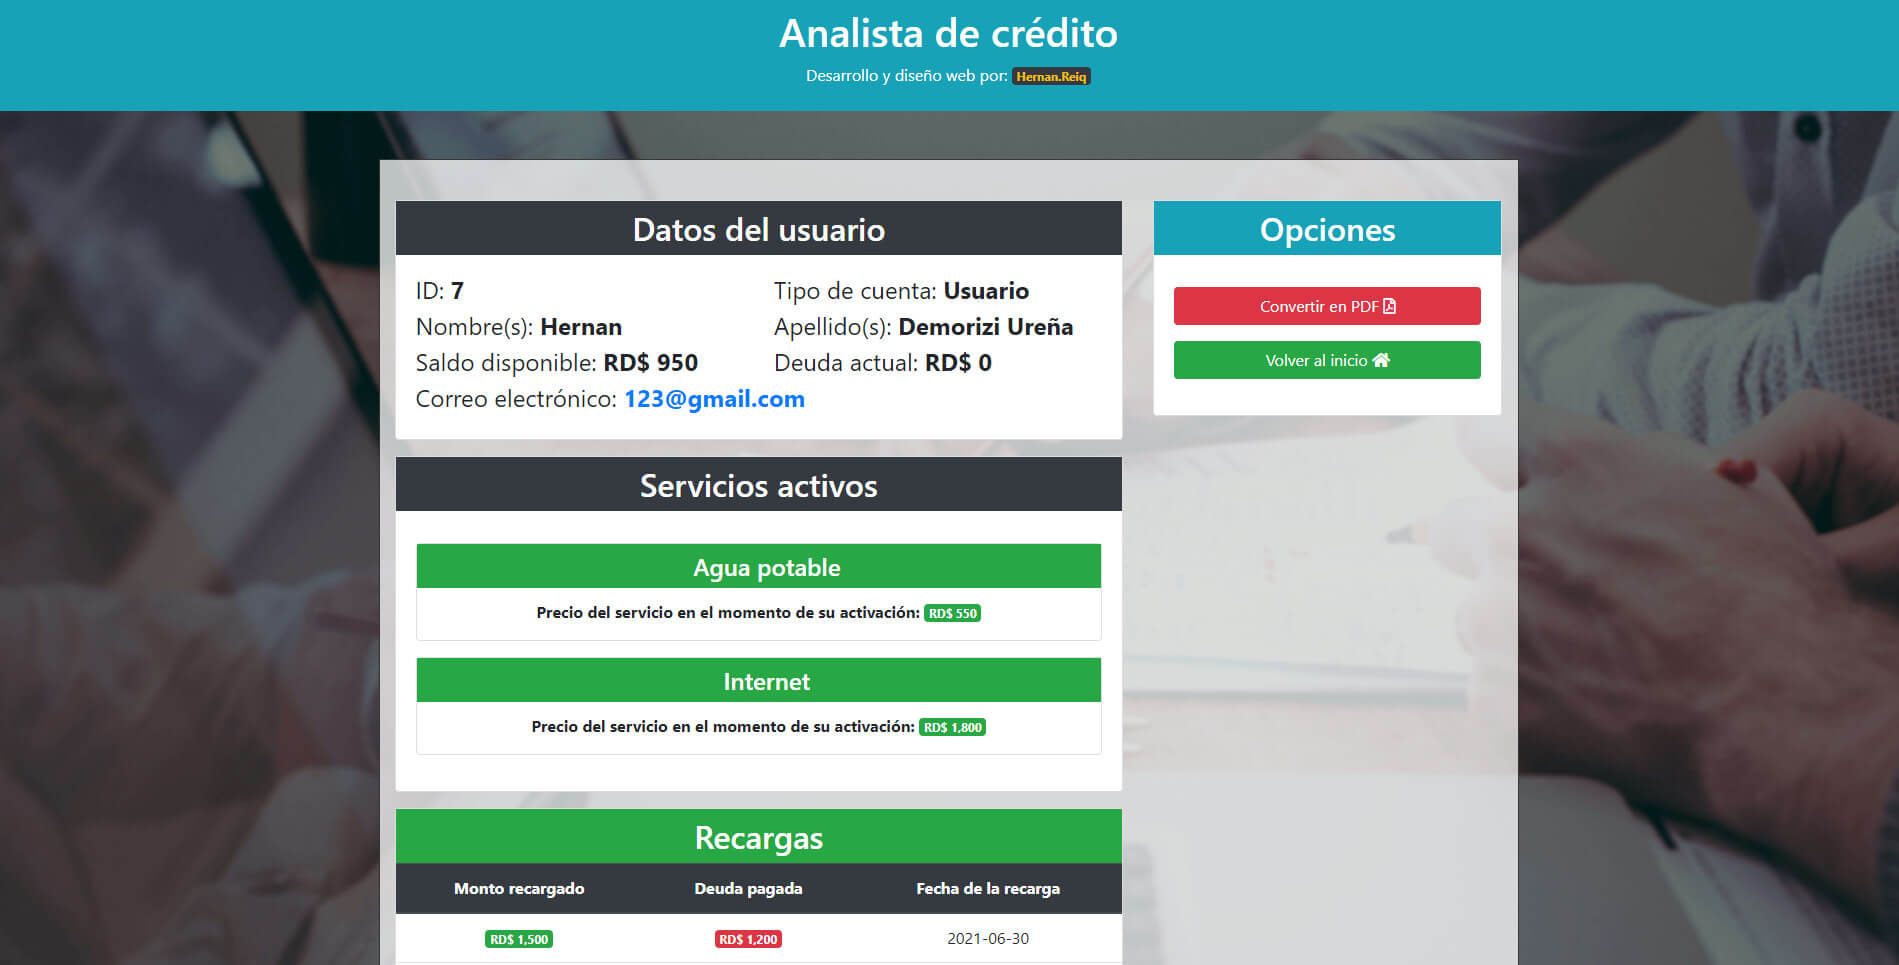 Analista de crédito
Desarrollo y diseño web por: Hernan.Reiq
Datos del usuario
ID: 7 Tipo de cuenta: Usuario
Nombre(s): Hernan Apellido(s): Demorizi Ureña
Saldo disponible: RD$ 950 Deuda actual: RD$ 0
Correo electrónico: 123@gmail.com
Opciones
Convertir en PDF
Volver al inicio
Servicios activos
Agua potable
Precio del servicio en el momento de su activación: RD$ 550
Internet
Precio del servicio en el momento de su activación: RD$ 1,800
Recargas
Monto recargado Deuda pagada Fecha de la recarga
RD$ 1,500 RD$ 1,200 2021-06-30